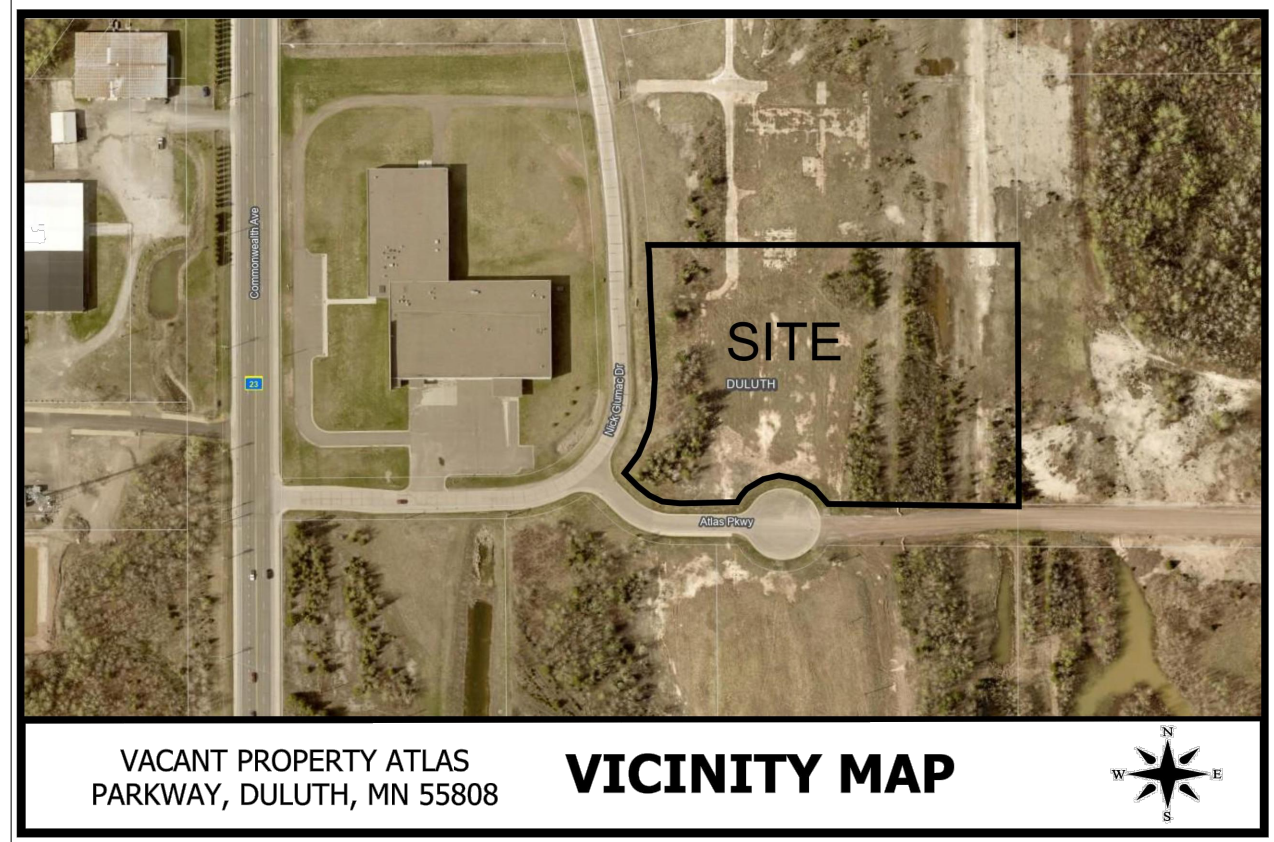 Commonwealth Ave
23
Nick Glumac Dr
SITE
DULUTH
Atlas Pkwy
VACANT PROPERTY ATLAS
PARKWAY, DULUTH, MN 55808
VICINITY MAP
N
W E
S